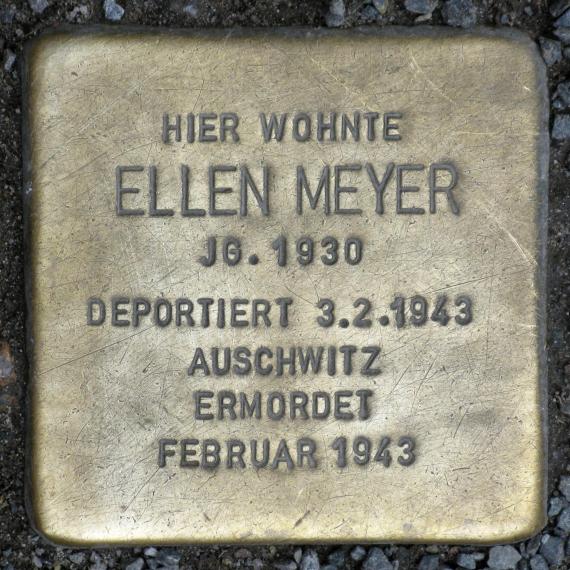 HIER WOHNTE
ELLEN MEYER
JG. 1930
DEPORTIERT 3.2.1943
AUSCHWITZ
ERMORDET
FEBRUAR 1943